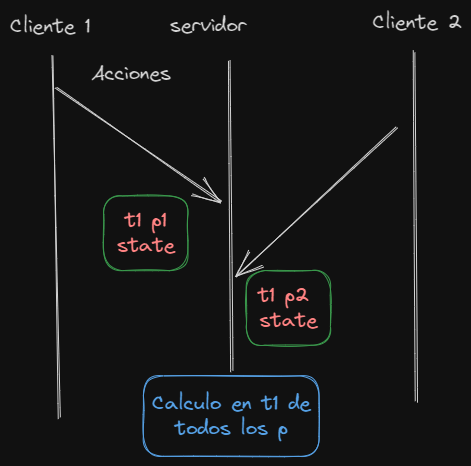 Cliente 1
servidor
Cliente 2
Acciones
t1 p1
state
t1 p2
state
Calculo en t1 de
todos los p